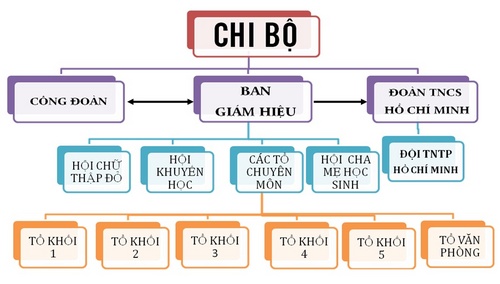 CHI BỘ
CÔNG ĐOÀN
BAN
GIÁM HIỆU
ĐOÀN TNCS
HỒ CHÍ MINH
HỘI CHỮ
THẬP ĐỎ
HỘI
KHUYẾN
HỌC
CÁC TỔ
CHUYÊN
MÔN
HỘI CHA
MẸ HỌC
SINH
ĐỘI TNTP
HỒ CHÍ MINH
TỔ KHỐI
1
TỔ KHỐI
2
TỔ KHỐI
3
TỔ KHỐI
4
TỔ KHỐI
5
TỔ VĂN
PHÒNG